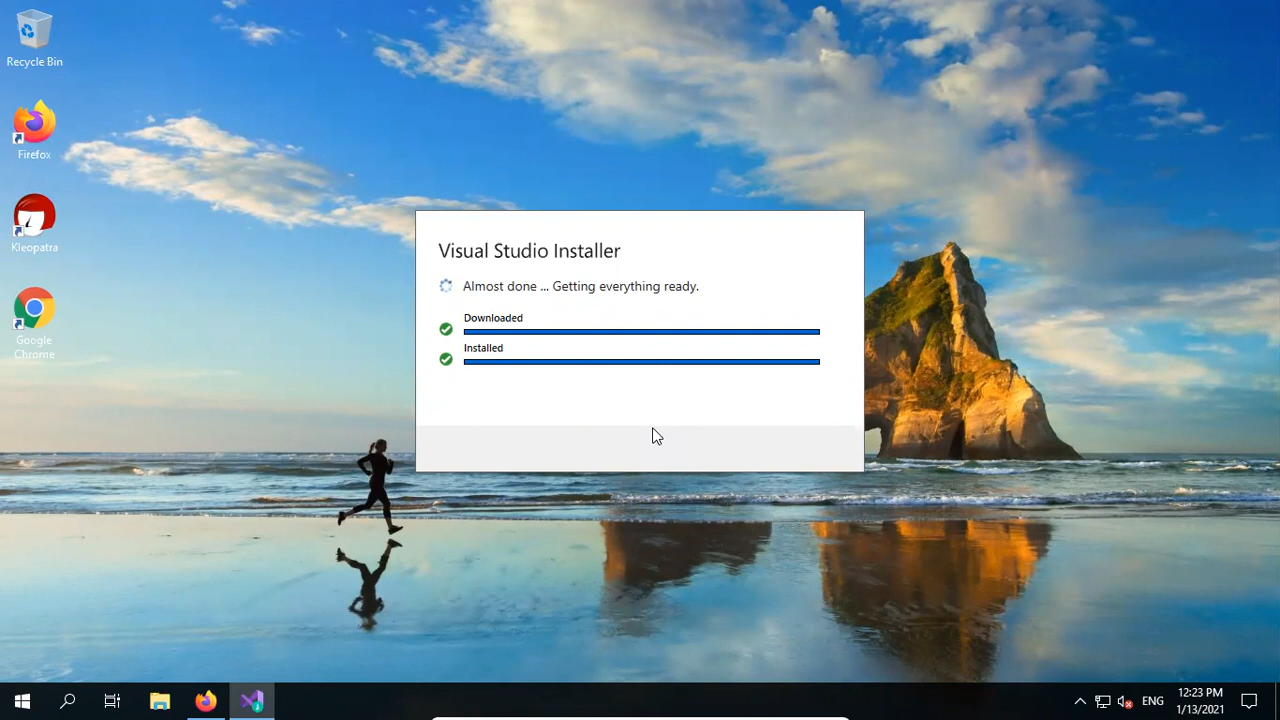 Recycle Bin
Firefox
Kleopatra
Google
Chrome
Visual Studio Installer
Almost done ... Getting everything ready.
Downloaded
Installed
ENG
12:23 PM
1/13/2021